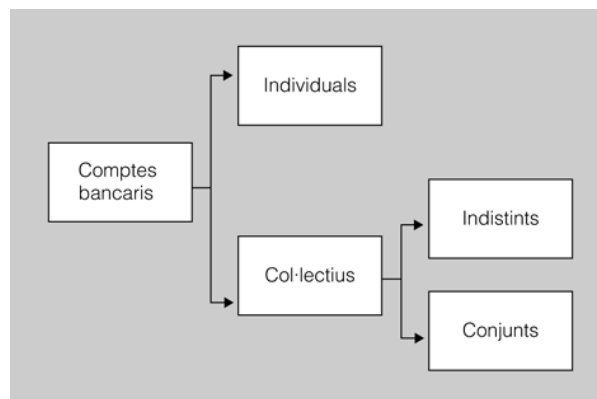 Individuals
Comptes
bancaris
Indistints
Col·lectius
Conjunts